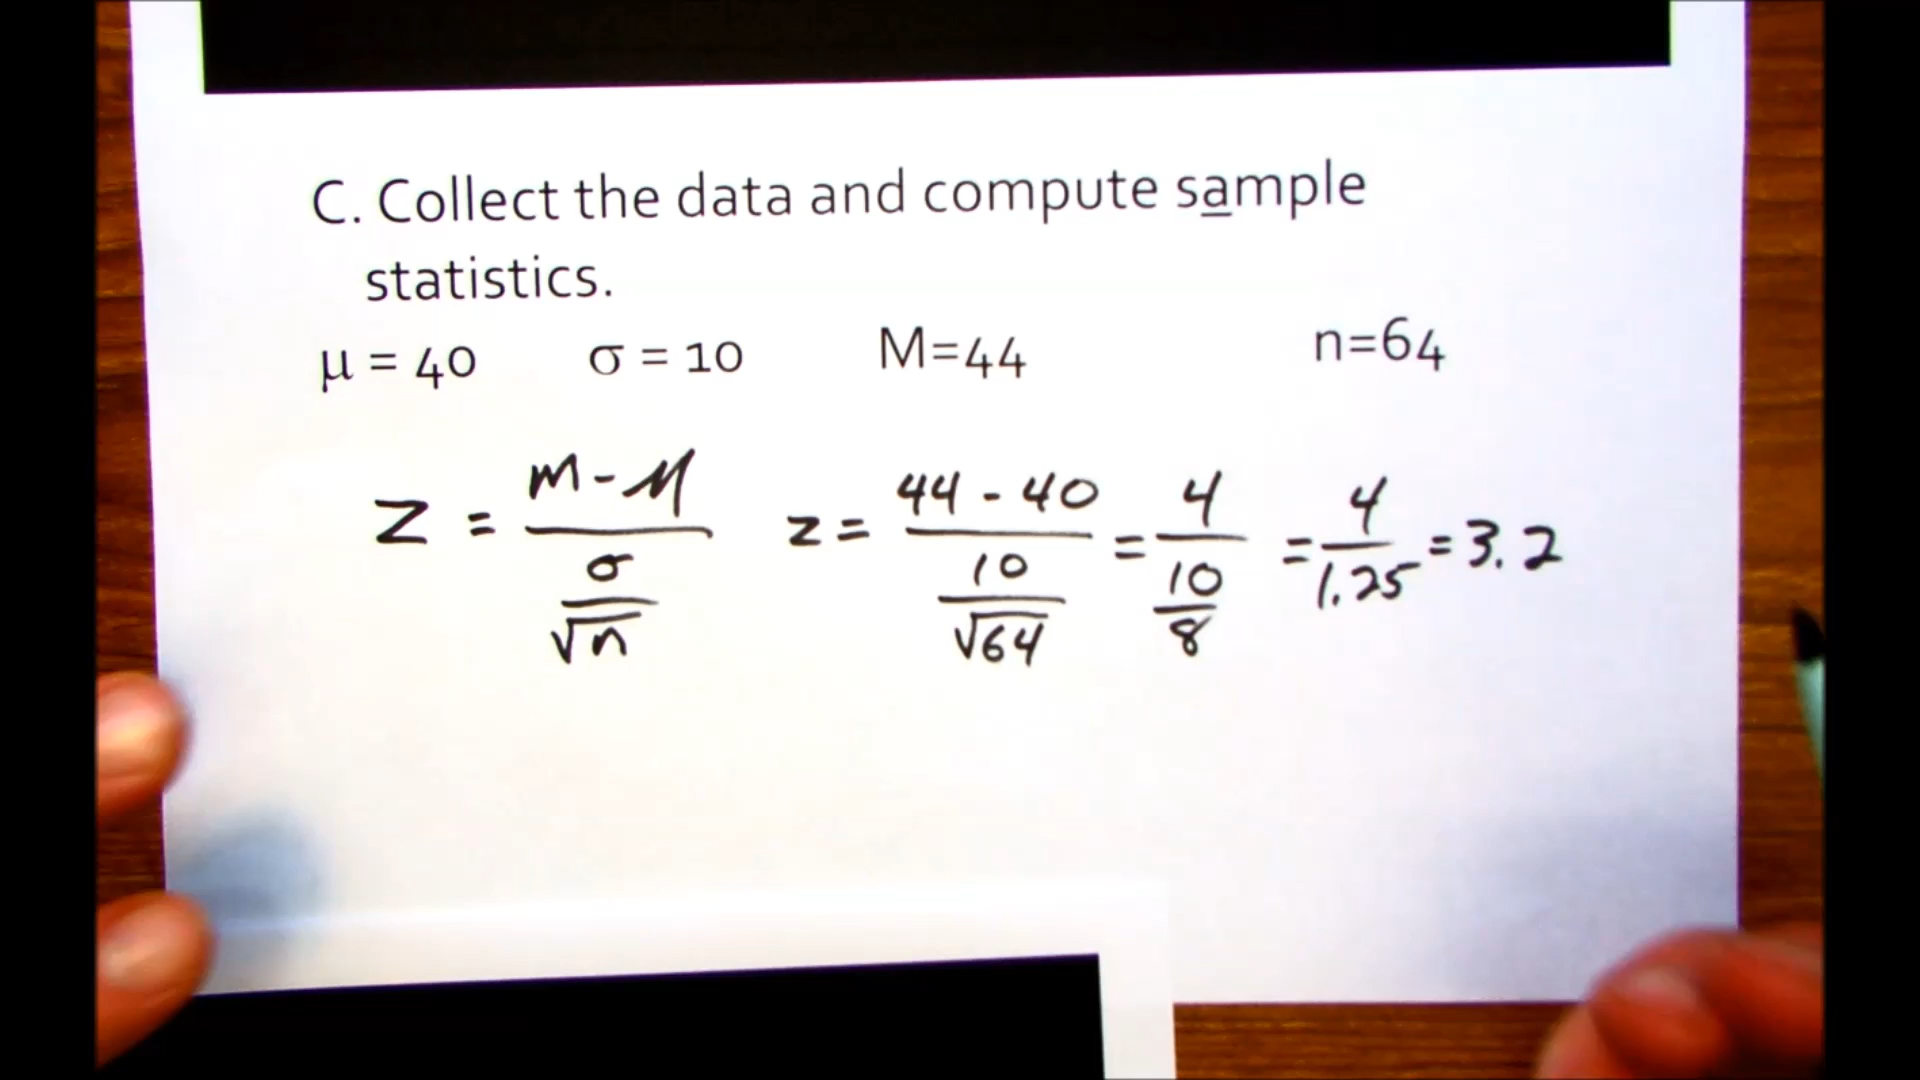 C. Collect the data and compute sample
statistics.
μ = 40 σ = 10 M=44 n=64
Z = (M - μ) / (σ / √n) z = (44 - 40) / (10 / √64) = 4 / (10 / 8) = 4 / 1.25 = 3.2